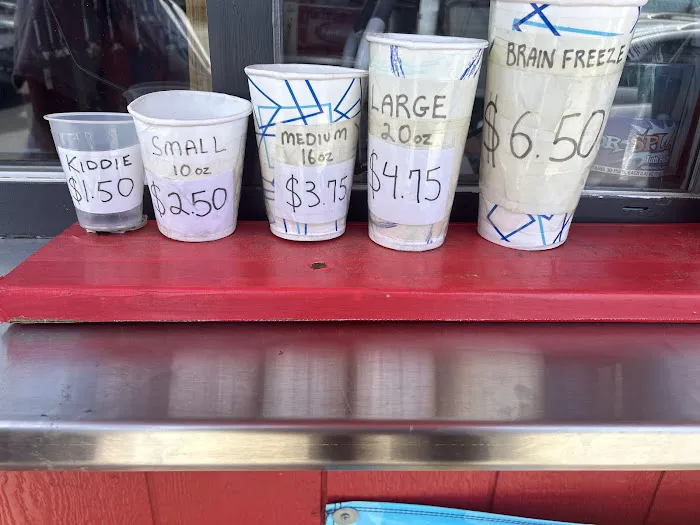 KIDDIE
$1.50
SMALL
10 oz
$2.50
MEDIUM
16oz
$3.75
LARGE
20oz
$4.75
BRAIN FREEZE
$6.50